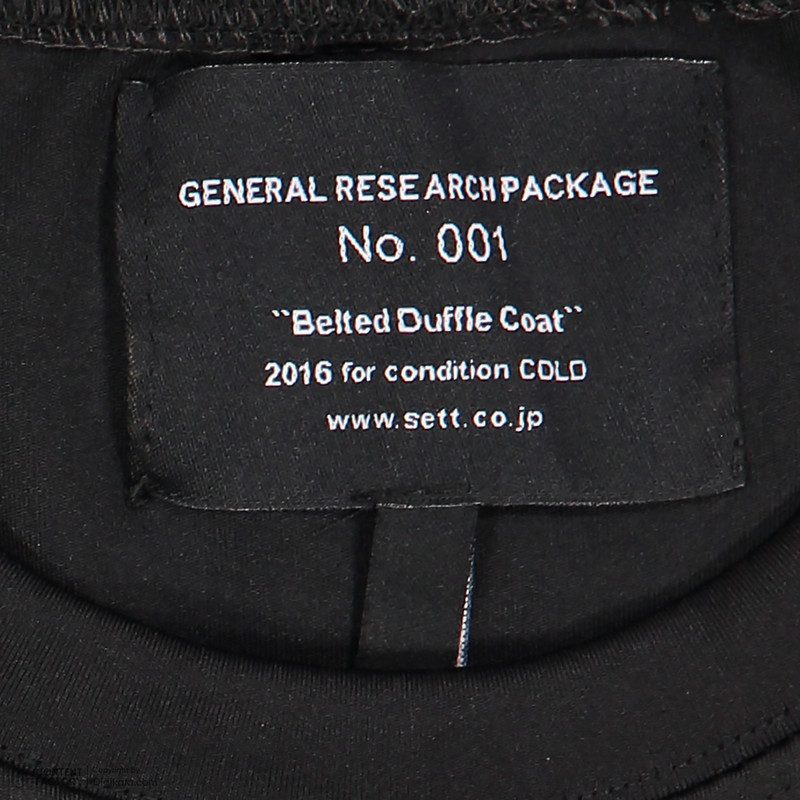 GENERAL RESEARCH PACKAGE
No. 001
"Belted Duffle Coat"
2016 for condition COLD
www.sett.co.jp